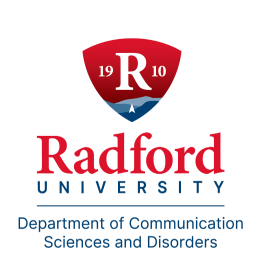 19 R 10
Radford
UNIVERSITY
Department of Communication
Sciences and Disorders